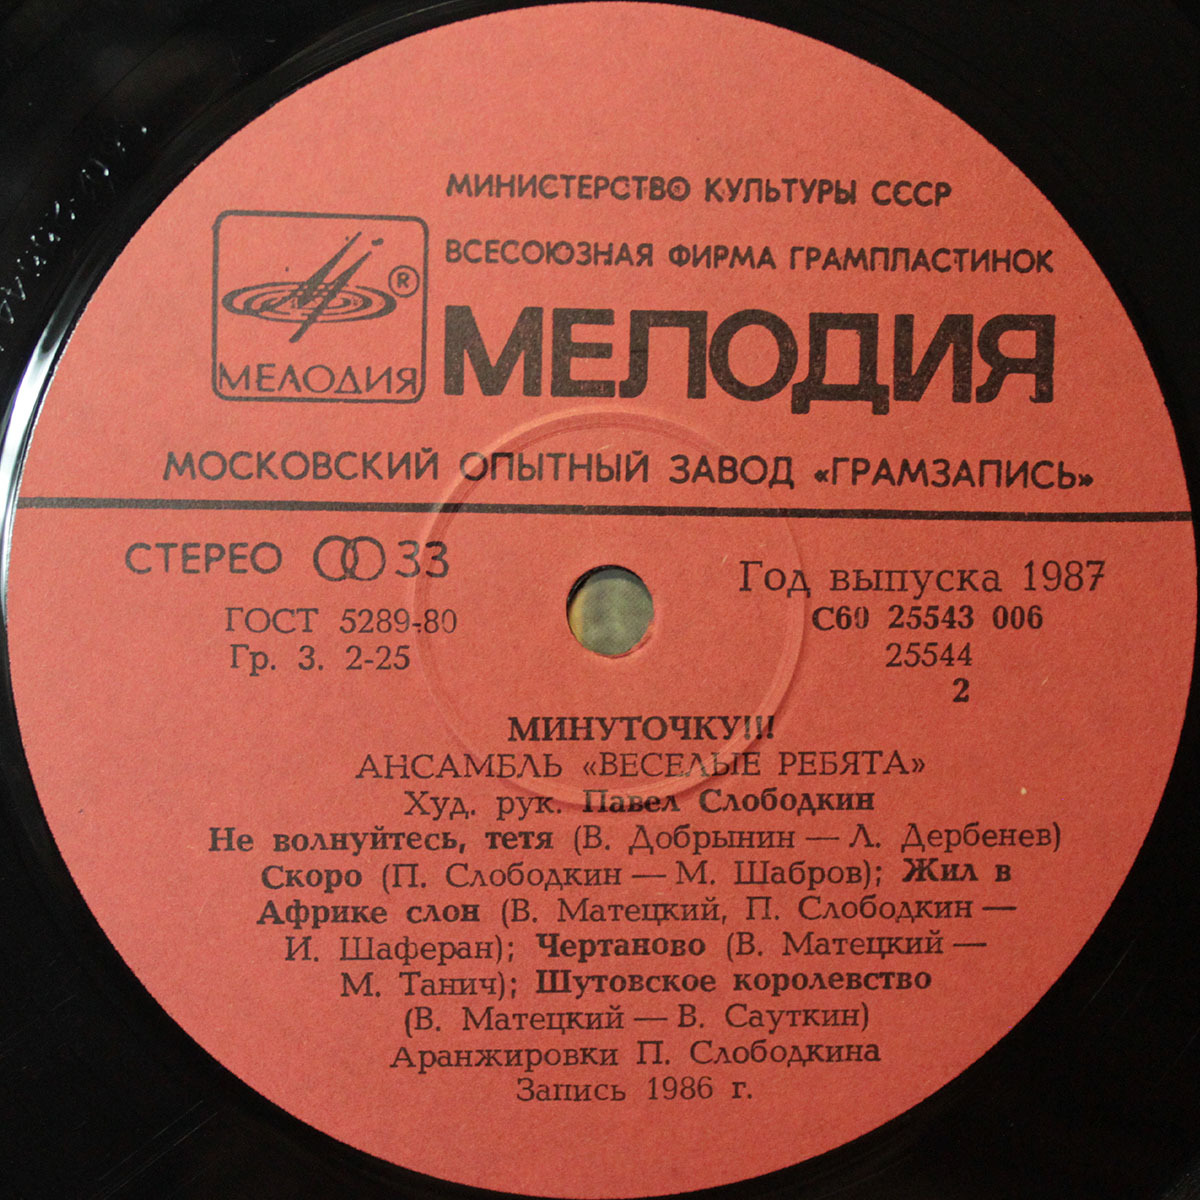 МИНИСТЕРСТВО КУЛЬТУРЫ СССР
ВСЕСОЮЗНАЯ ФИРМА ГРАМПЛАСТИНОК
®
МЕЛОДИЯ
МЕЛОДИЯ
МОСКОВСКИЙ ОПЫТНЫЙ ЗАВОД «ГРАМЗАПИСЬ»
СТЕРЕО 33
ГОСТ 5289-80
Гр. 3. 2-25
Год выпуска 1987
С60 25543 006
25544
2
МИНУТОЧКУ!!!
АНСАМБЛЬ «ВЕСЕЛЫЕ РЕБЯТА»
Худ. рук. Павел Слободкин
Не волнуйтесь, тетя (В. Добрынин — Л. Дербенев)
Скоро (П. Слободкин — М. Шабров); Жил в
Африке слон (В. Матецкий, П. Слободкин —
И. Шаферан); Чертаново (В. Матецкий —
М. Танич); Шутовское королевство
(В. Матецкий — В. Сауткин)
Аранжировки П. Слободкина
Запись 1986 г.